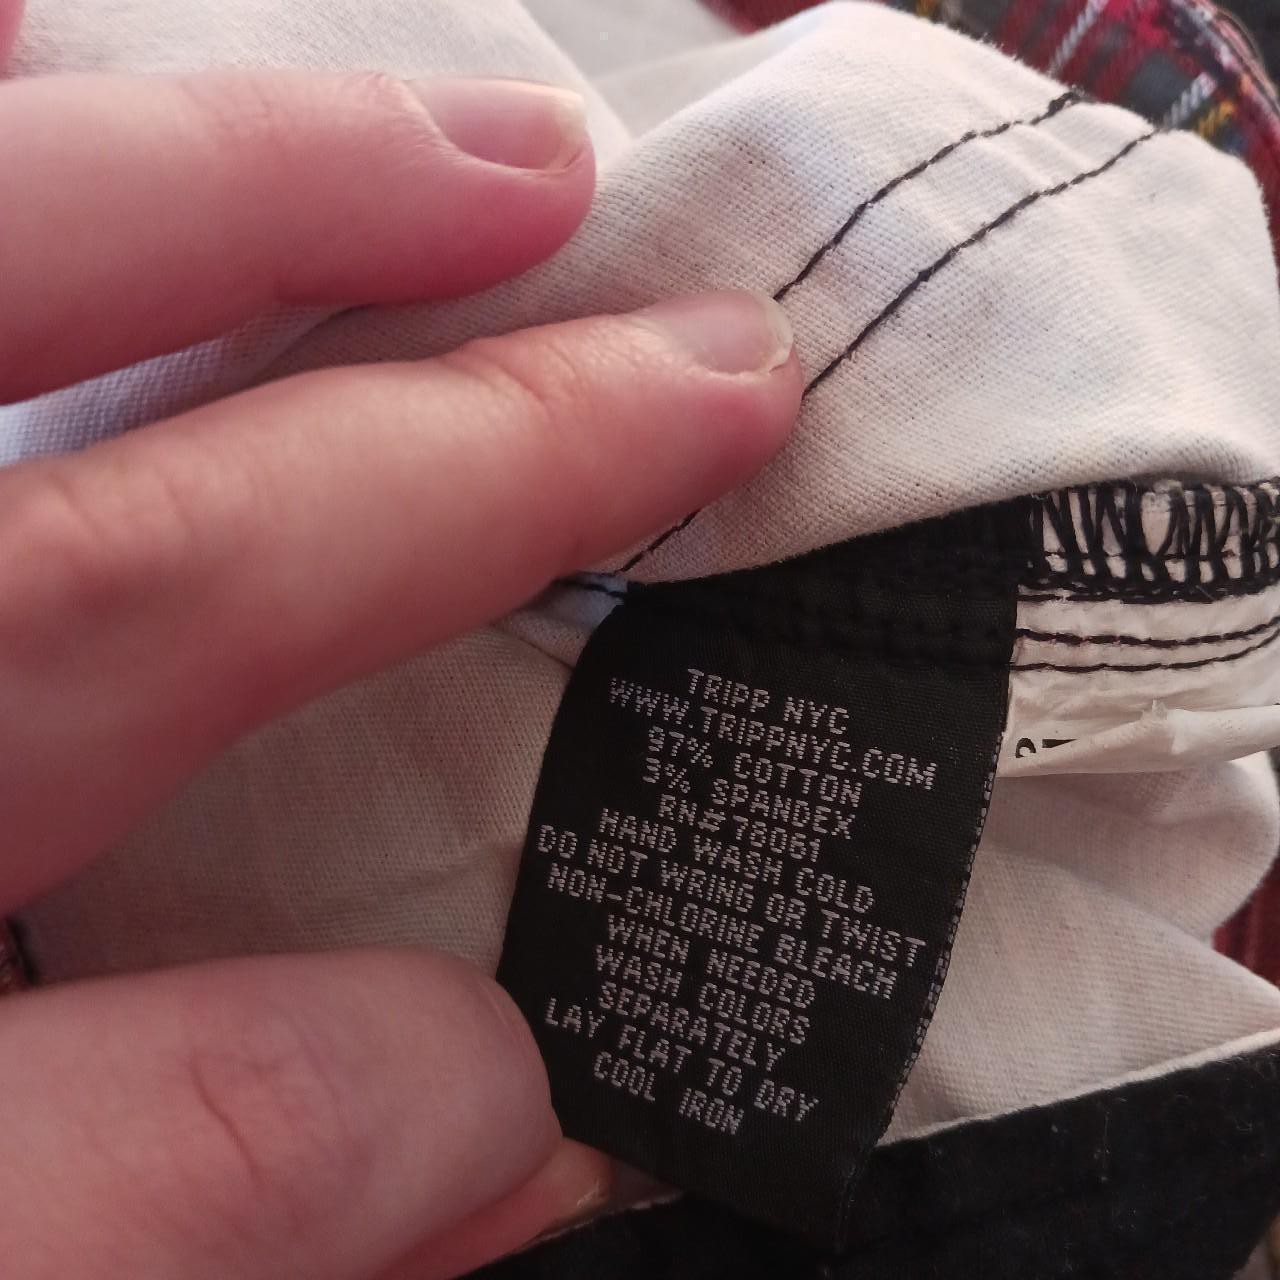 TRIPP NYC
WWW.TRIPPNYC.COM
97% COTTON
3% SPANDEX
RN#78061
HAND WASH COLD
DO NOT WRING OR TWIST
NON-CHLORINE BLEACH
WHEN NEEDED
WASH COLORS
SEPARATELY
LAY FLAT TO DRY
COOL IRON